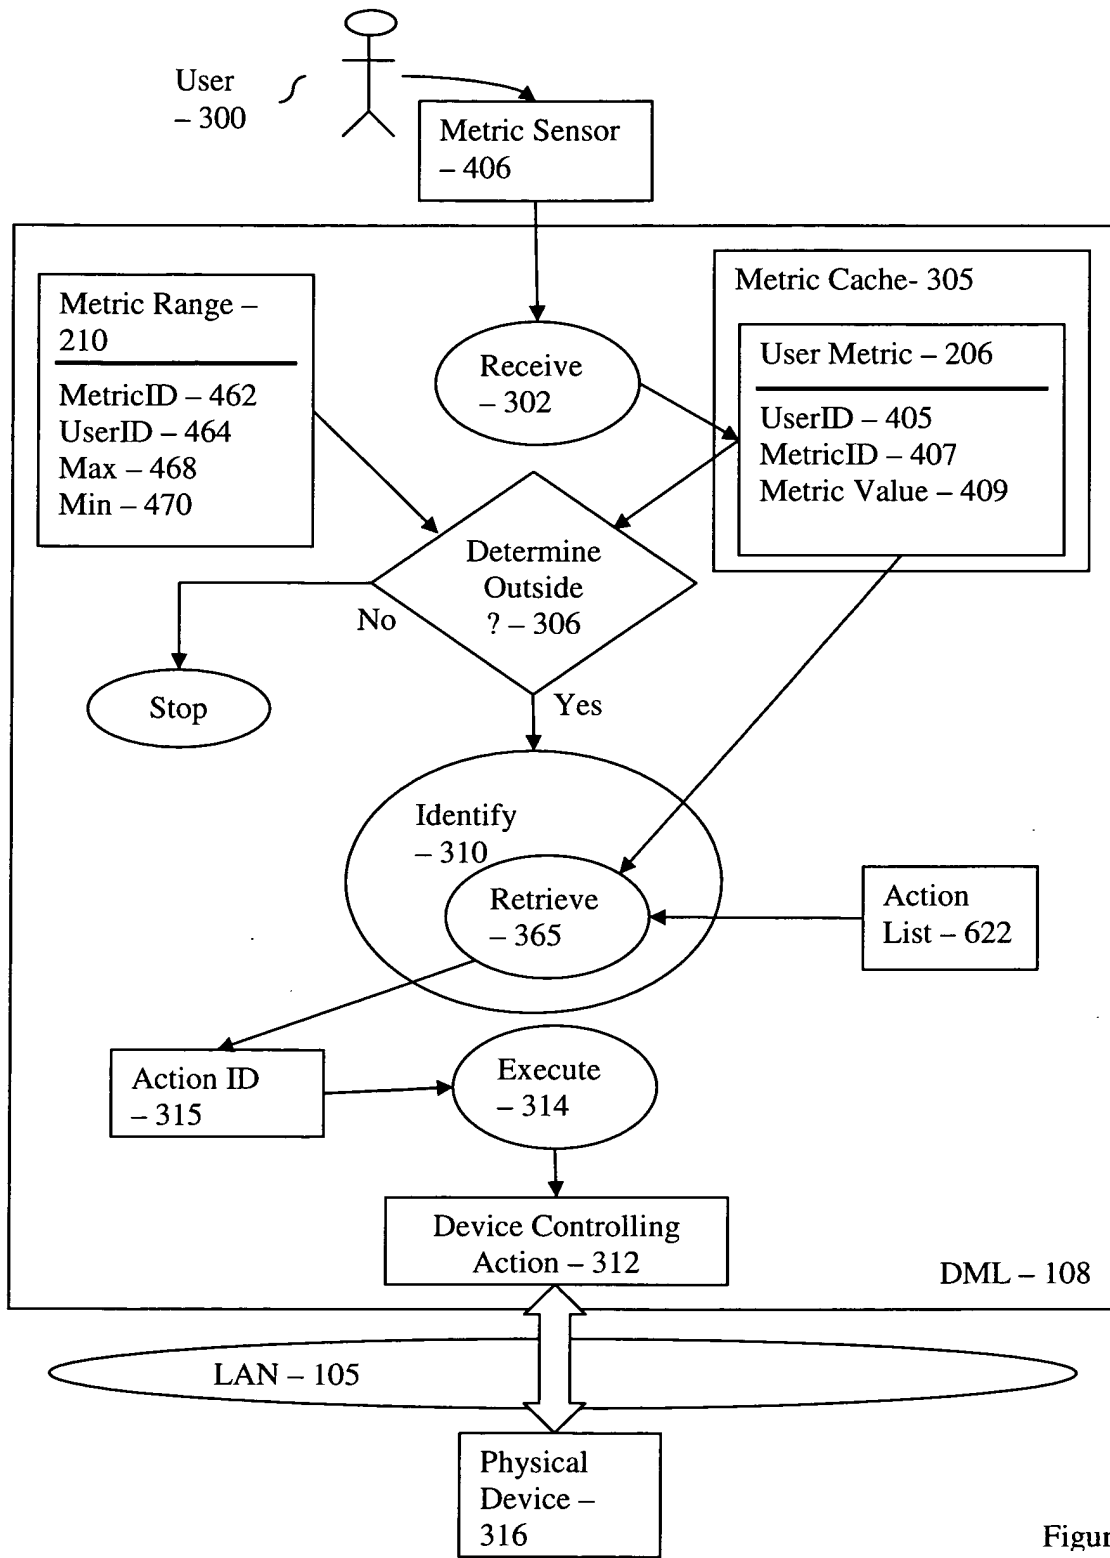 User
– 300
Metric Sensor
– 406
Metric Range –
210
MetricID – 462
UserID – 464
Max – 468
Min – 470
Receive
– 302
Metric Cache- 305
User Metric – 206
UserID – 405
MetricID – 407
Metric Value – 409
Determine
Outside
? – 306
No
Yes
Stop
Identify
– 310
Retrieve
– 365
Action
List – 622
Action ID
– 315
Execute
– 314
Device Controlling
Action – 312
DML – 108
LAN – 105
Physical
Device –
316